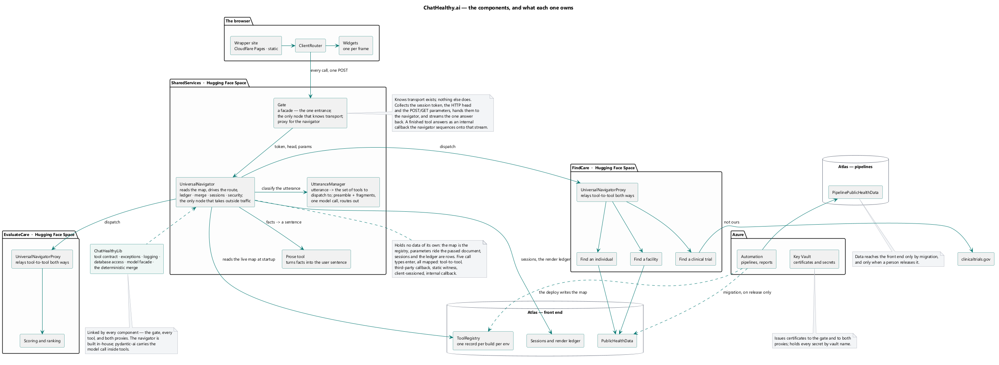 ChatHealthy.ai — the components, and what each one owns
The browser
Wrapper site
Cloudflare Pages · static
ClientRouter
Widgets
one per frame
every call, one POST
SharedServices · Hugging Face Space
Gate
a facade — the one entrance;
the only node that knows transport;
proxy for the navigator
Knows transport exists; nothing else does.
Collects the session token, the HTTP head
and the POST/GET parameters, hands them to
the navigator, and streams the one answer
back. A finished tool answers as an internal
callback the navigator sequences onto that stream.
token, head, params
dispatch
UniversalNavigator
reads the map, drives the route,
ledger · merge · sessions · security;
the only node that takes outside traffic
classify the utterance
UtteranceManager
utterance -> the set of tools to
dispatch to; preamble + fragments,
one model call, routes out
FindCare · Hugging Face Space
UniversalNavigatorProxy
relays tool-to-tool both ways
Atlas — pipelines
PipelinePublicHealthData
dispatch
facts -> a sentence
not ours
EvaluateCare · Hugging Face Space
UniversalNavigatorProxy
relays tool-to-tool both ways
ChatHealthyLib
tool contract · exceptions · logging ·
database access · model facade ·
the deterministic merge
reads the live map at startup
Prose tool
turns facts into the user sentence
Holds no data of its own: the map is the
registry, parameters ride the passed document,
sessions and the ledger are rows. Five call
types enter, all mapped: tool-to-tool,
third-party callback, static witness,
client-sessioned, internal callback.
sessions, the render ledger
Find an individual
Find a facility
Find a clinical trial
Azure
Automation
pipelines, reports
Key Vault
certificates and secrets
Data reaches the front end only by migration,
and only when a person releases it.
clinicaltrials.gov
the deploy writes the map
migration, on release only
Atlas — front end
ToolRegistry
one record per build per env
Sessions and render ledger
PublicHealthData
Scoring and ranking
Linked by every component — the gate, every
tool, and both proxies. The navigator is
built in-house; pydantic-ai carries the
model call inside tools.
Issues certificates to the gate and to both
proxies; holds every secret by vault name.